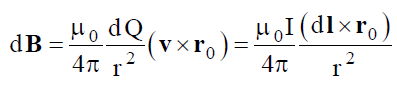 dB = μ₀/4π dQ/r² (v × r₀) = μ₀I/4π (dl × r₀)/r²